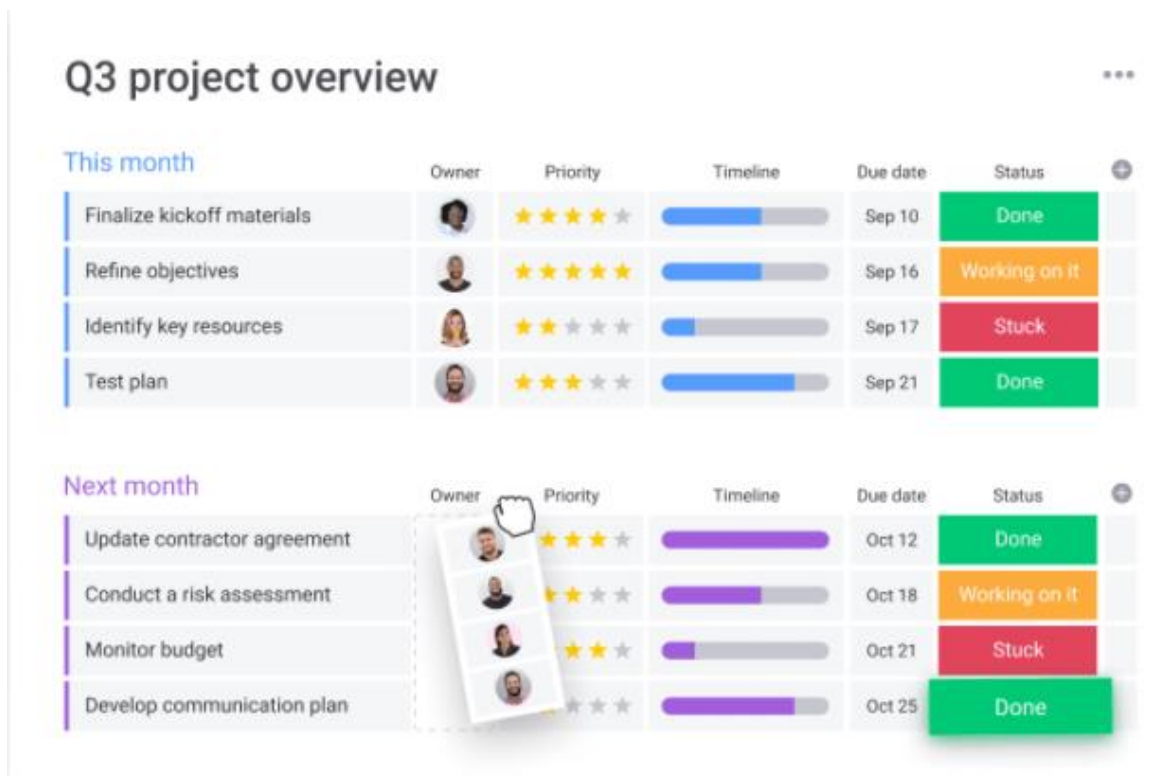 Q3 project overview
This month Owner Priority Timeline Due date Status
Finalize kickoff materials Sep 10 Done
Refine objectives Sep 16 Working on it
Identify key resources Sep 17 Stuck
Test plan Sep 21 Done
Next month Owner Priority Timeline Due date Status
Update contractor agreement Oct 12 Done
Conduct a risk assessment Oct 18 Working on it
Monitor budget Oct 21 Stuck
Develop communication plan Oct 25 Done